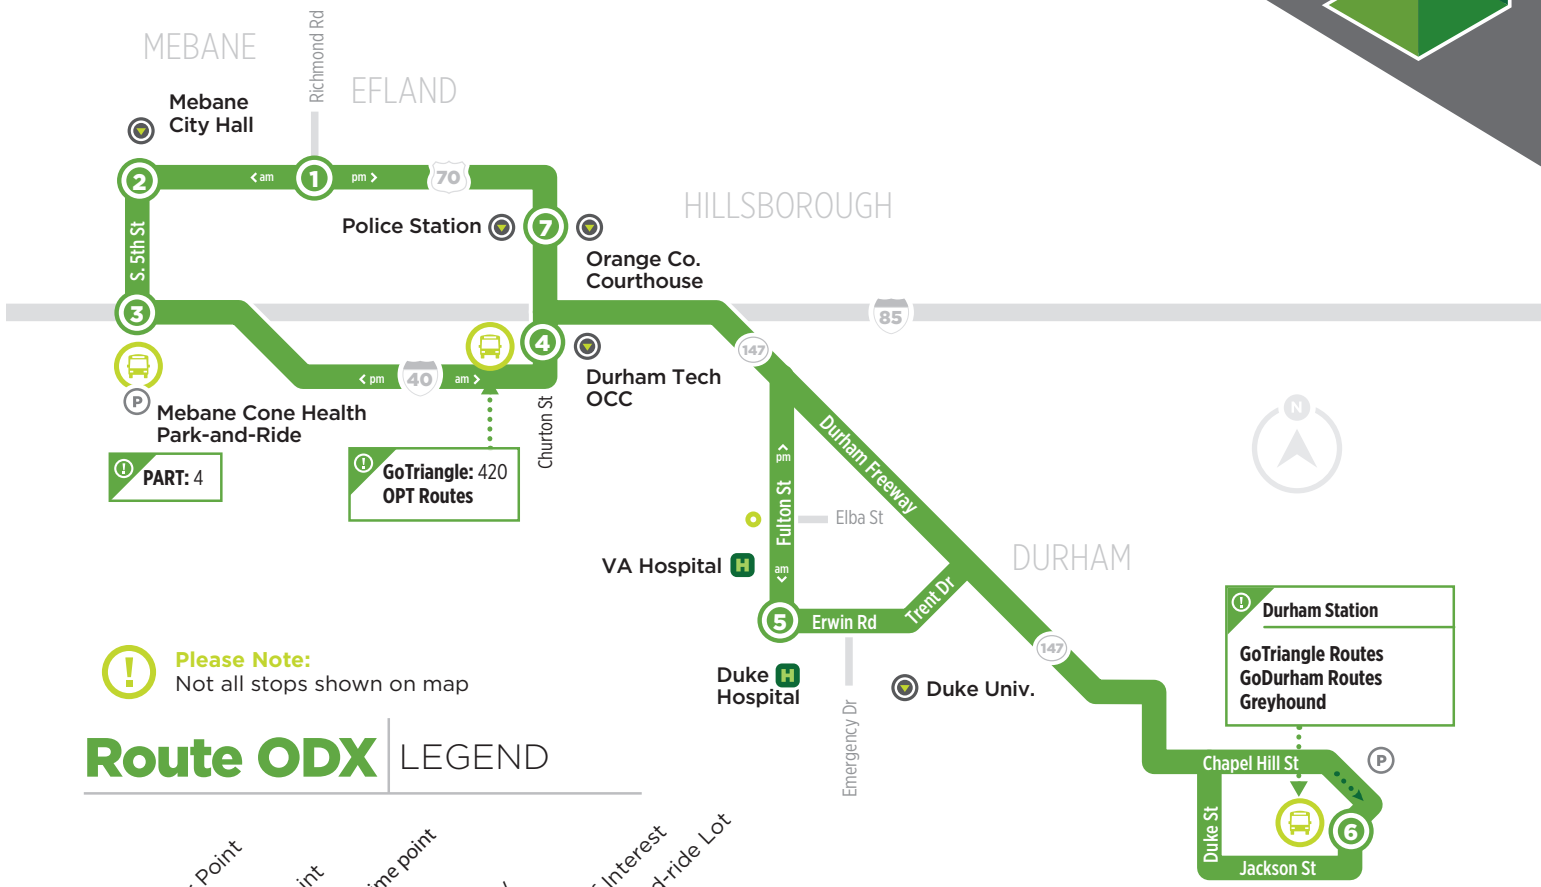 MEBANE
Richmond Rd
EFLAND
Mebane
City Hall
2
< am
1
pm >
70
HILLSBOROUGH
Police Station
7
S. 5th St
Orange Co.
Courthouse
3
85
4
147
P
< pm
40
am >
Durham Tech
OCC
Mebane Cone Health
Park-and-Ride
Churton St
N
PART: 4
GoTriangle: 420
OPT Routes
Durham Freeway
< pm
Fulton St
Elba St
am >
VA Hospital H
DURHAM
5
Erwin Rd
Trent Dr
Durham Station
GoTriangle Routes
GoDurham Routes
Greyhound
147
! Please Note:
Not all stops shown on map
Duke H
Hospital
Duke Univ.
Emergency Dr
Route ODX LEGEND
Chapel Hill St
P
Duke St
6
Jackson St
Point
Interest